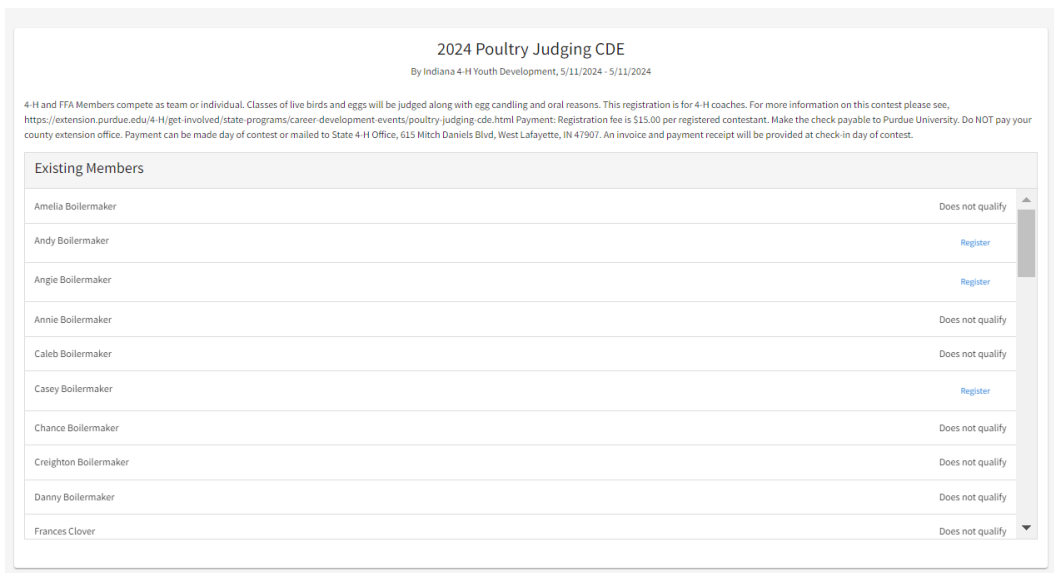 2024 Poultry Judging CDE
By Indiana 4-H Youth Development, 5/11/2024 - 5/11/2024
4-H and FFA Members compete as team or individual. Classes of live birds and eggs will be judged along with egg candling and oral reasons. This registration is for 4-H coaches. For more information on this contest please see,
https://extension.purdue.edu/4-H/get-involved/state-programs/career-development-events/poultry-judging-cde.html Payment: Registration fee is $15.00 per registered contestant. Make the check payable to Purdue University. Do NOT pay your
county extension office. Payment can be made day of contest or mailed to State 4-H Office, 615 Mitch Daniels Blvd, West Lafayette, IN 47907. An invoice and payment receipt will be provided at check-in day of contest.
Existing Members
Amelia Boilermaker Does not qualify
Andy Boilermaker Register
Angie Boilermaker Register
Annie Boilermaker Does not qualify
Caleb Boilermaker Does not qualify
Casey Boilermaker Register
Chance Boilermaker Does not qualify
Creighton Boilermaker Does not qualify
Danny Boilermaker Does not qualify
Frances Clover Does not qualify